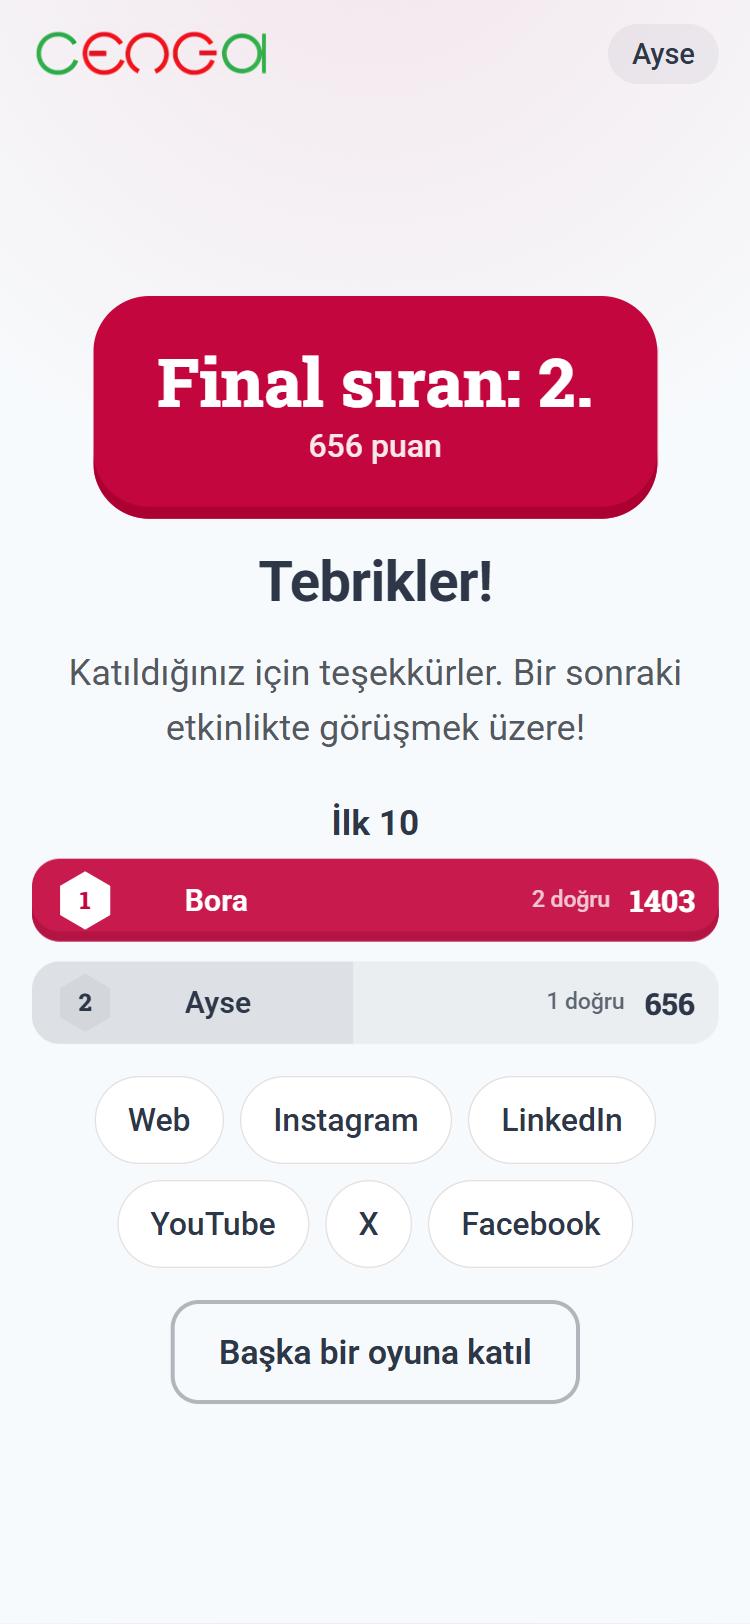 cenga
Ayse
Final sıran: 2.
656 puan
Tebrikler!
Katıldığınız için teşekkürler. Bir sonraki
etkinlikte görüşmek üzere!
İlk 10
1 Bora 2 doğru 1403
2 Ayse 1 doğru 656
Web Instagram LinkedIn
YouTube X Facebook
Başka bir oyuna katıl